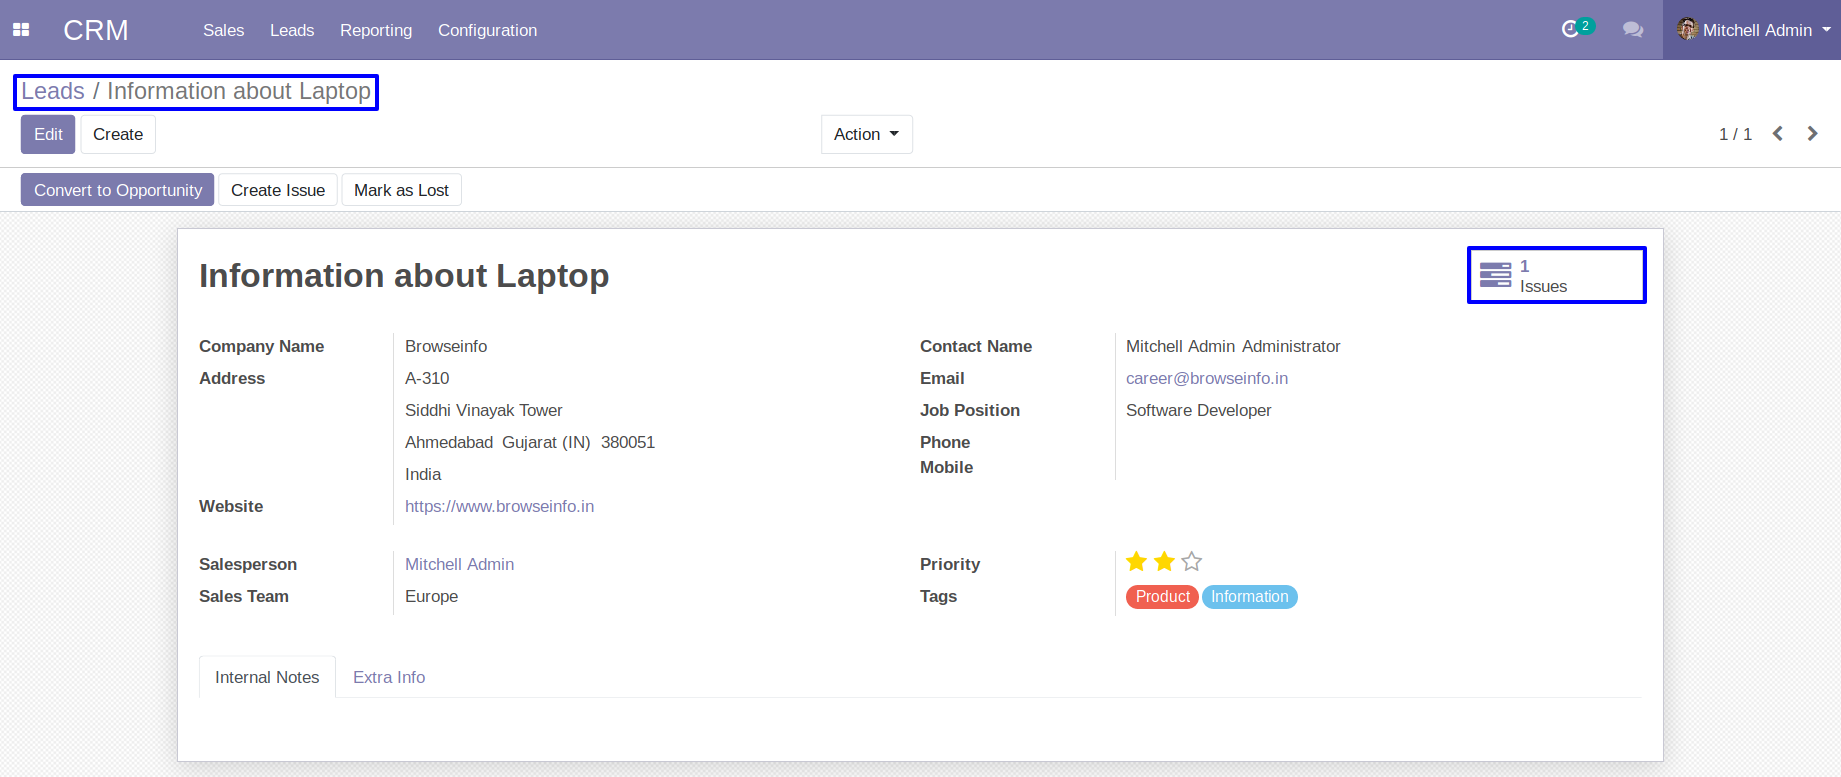 CRM Sales Leads Reporting Configuration 2 Mitchell Admin
Leads / Information about Laptop
Edit Create Action 1 / 1
Convert to Opportunity Create Issue Mark as Lost
Information about Laptop
1
Issues
Company Name Browseinfo Contact Name Mitchell Admin Administrator
Address A-310 Email career@browseinfo.in
Siddhi Vinayak Tower Job Position Software Developer
Ahmedabad Gujarat (IN) 380051 Phone
India Mobile
Website https://www.browseinfo.in
Salesperson Mitchell Admin Priority
Sales Team Europe Tags Product Information
Internal Notes Extra Info